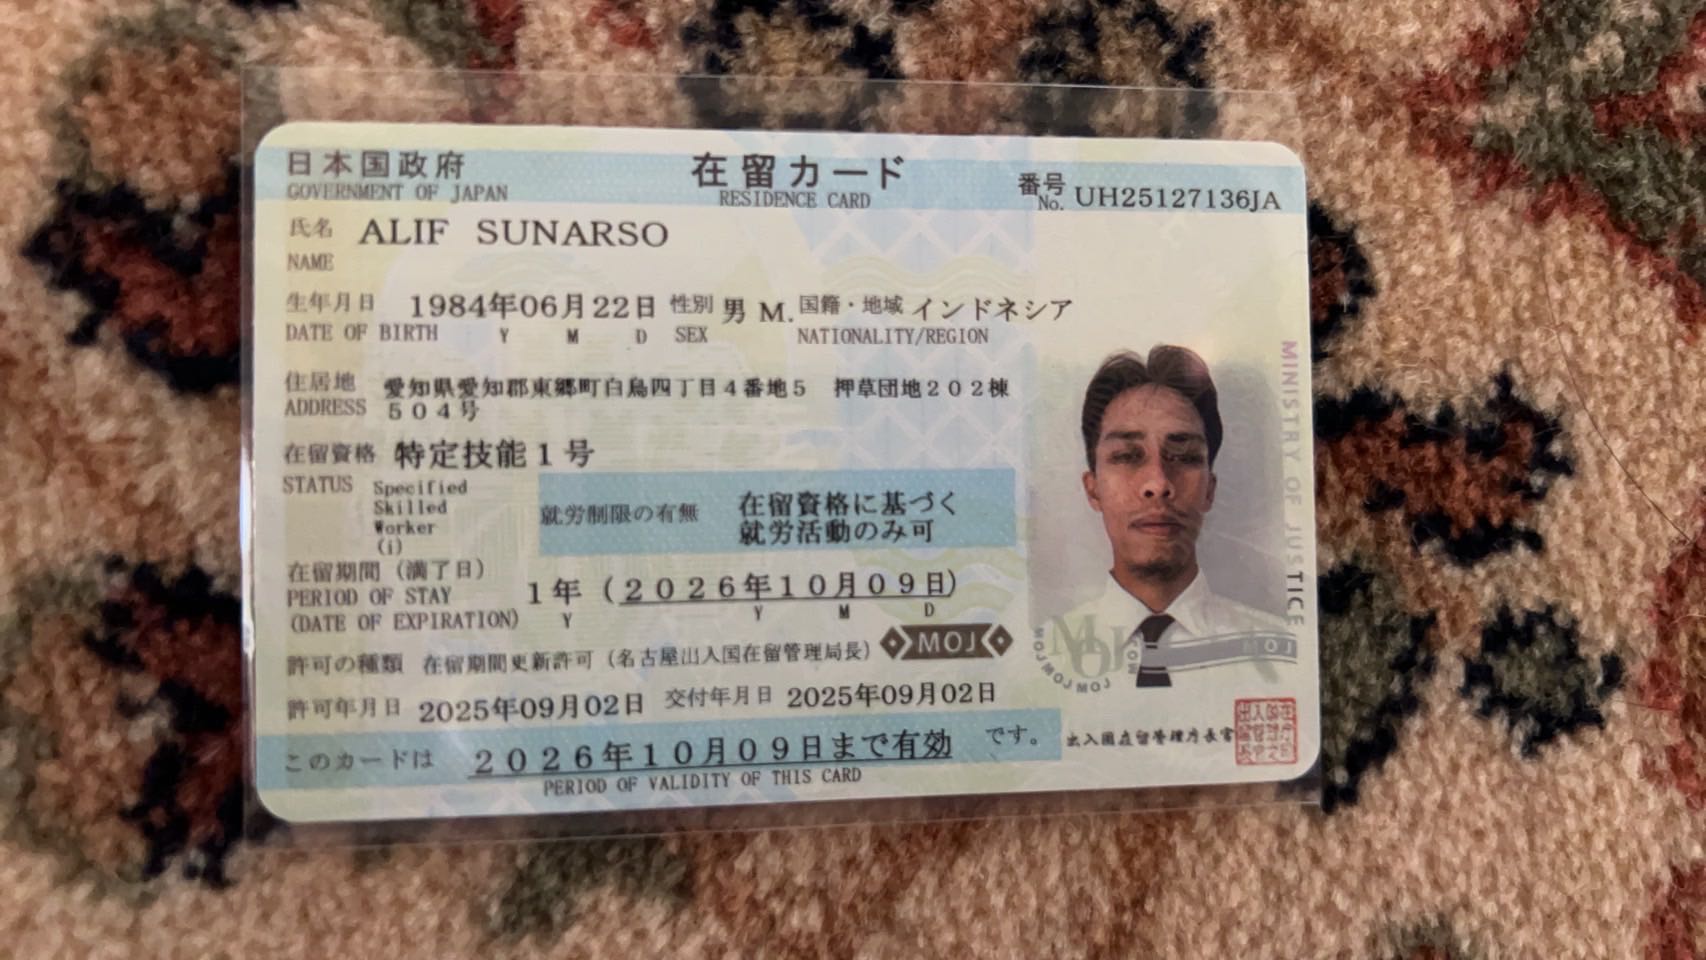 日本国政府 在留カード 番号 UH25127136JA
GOVERNMENT OF JAPAN RESIDENCE CARD No.
氏名 ALIF SUNARSO
NAME
生年月日 1984年06月22日 性別 男 M. 国籍・地域 インドネシア
DATE OF BIRTH Y M D SEX NATIONALITY/REGION
住居地 愛知県愛知郡東郷町白鳥四丁目4番地5 押草団地202棟
ADDRESS 504号
在留資格 特定技能1号
STATUS Specified
Skilled
Worker
(i)
就労制限の有無 在留資格に基づく
就労活動のみ可
在留期間(満了日) 1年 (2026年10月09日)
PERIOD OF STAY
(DATE OF EXPIRATION) Y Y M D
許可の種類 在留期間更新許可(名古屋出入国在留管理局長) MOJ
許可年月日 2025年09月02日 交付年月日 2025年09月02日
このカードは 2026年10月09日まで有効 です。
PERIOD OF VALIDITY OF THIS CARD
MINISTRY OF JUSTICE
MOJ
MOJ MOJ MOJ MOJ
MOJ
出入国在留管理庁長官